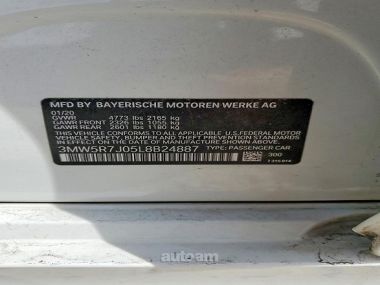 MFD BY BAYERISCHE MOTOREN WERKE AG
01/20
GVWR 4773 lbs 2165 kg
GAWR FRONT 2326 lbs 1055 kg
GAWR REAR 2601 lbs 1180 kg
THIS VEHICLE CONFORMS TO ALL APPLICABLE U.S. FEDERAL MOTOR
VEHICLE SAFETY, BUMPER AND THEFT PREVENTION STANDARDS
IN EFFECT ON THE DATE OF MANUFACTURE SHOWN ABOVE.
3MW5R7J05L8B24887 TYPE: PASSENGER CAR
300
autoam